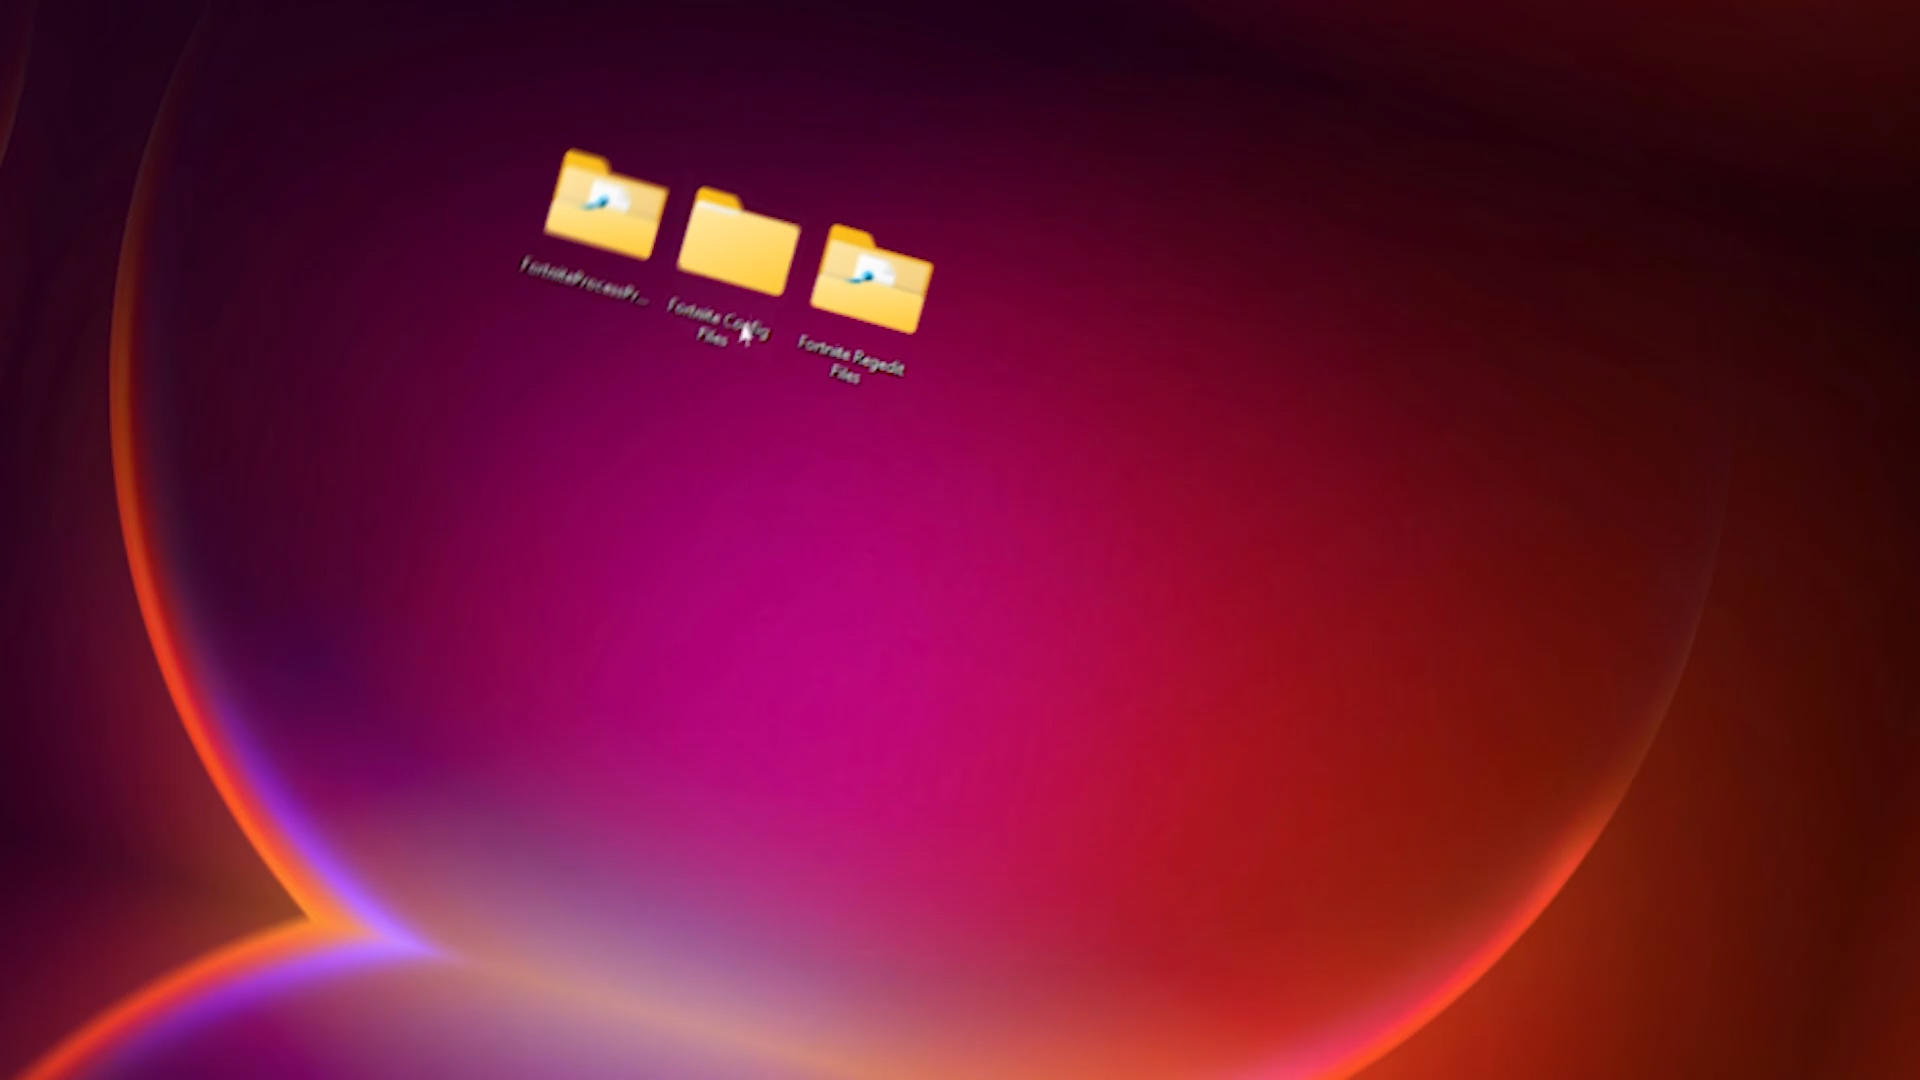 FortniteProcessPr...
Fortnite Config
Files
Fortnite Regedit
Files